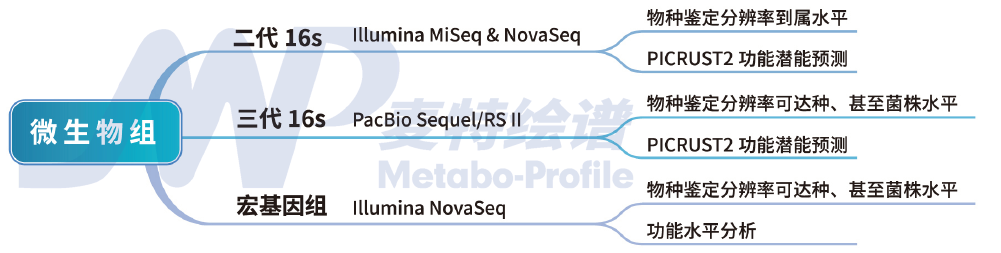 微生物组
二代 16s
Illumina MiSeq & NovaSeq
物种鉴定分辨率到属水平
PICRUST2 功能潜能预测
三代 16s
PacBio Sequel/RS II
物种鉴定分辨率可达种、甚至菌株水平
PICRUST2 功能潜能预测
宏基因组
Illumina NovaSeq
物种鉴定分辨率可达种、甚至菌株水平
功能水平分析
MP
麦特绘谱
Metabo-Profile